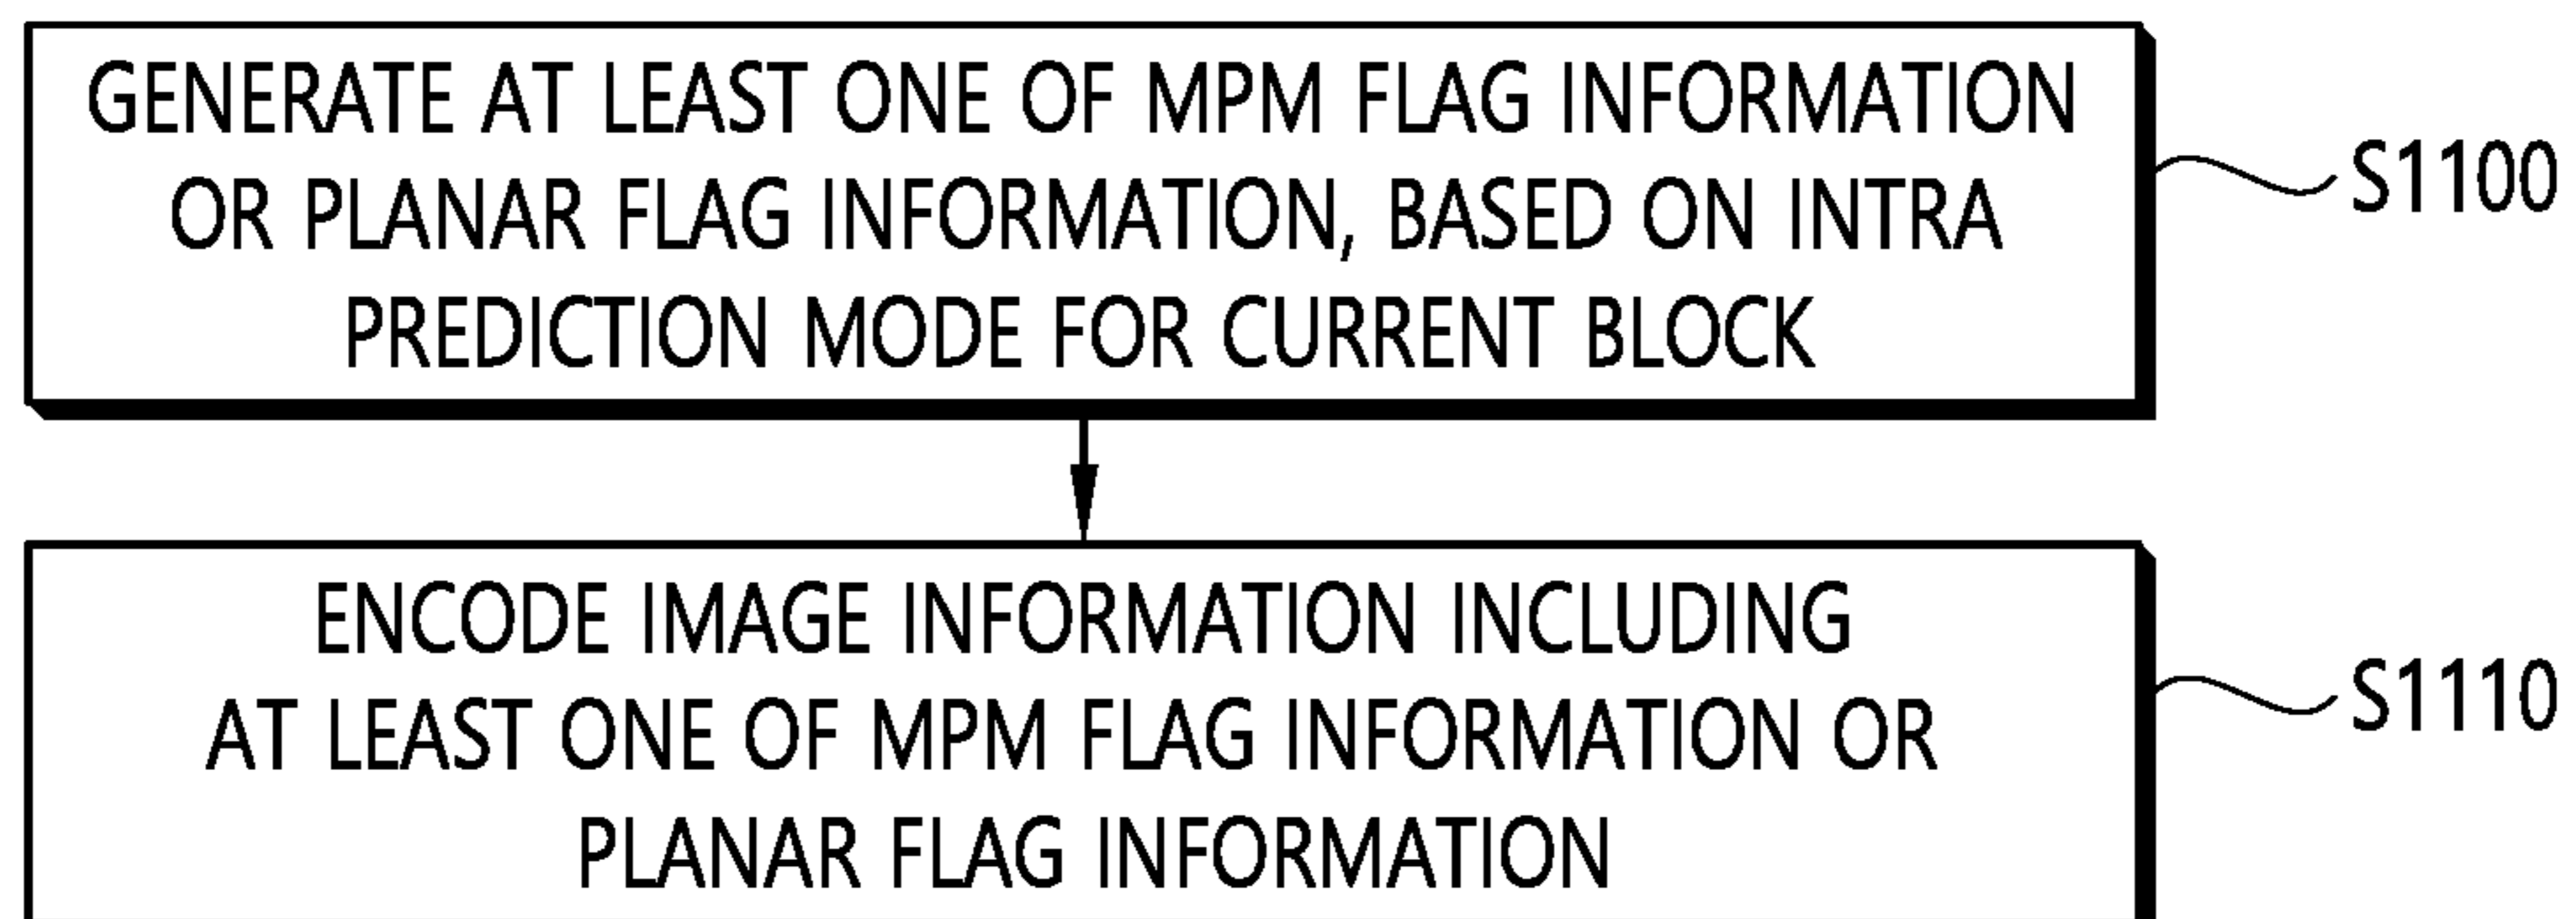 GENERATE AT LEAST ONE OF MPM FLAG INFORMATION
OR PLANAR FLAG INFORMATION, BASED ON INTRA
PREDICTION MODE FOR CURRENT BLOCK
S1100
ENCODE IMAGE INFORMATION INCLUDING
AT LEAST ONE OF MPM FLAG INFORMATION OR
PLANAR FLAG INFORMATION
S1110